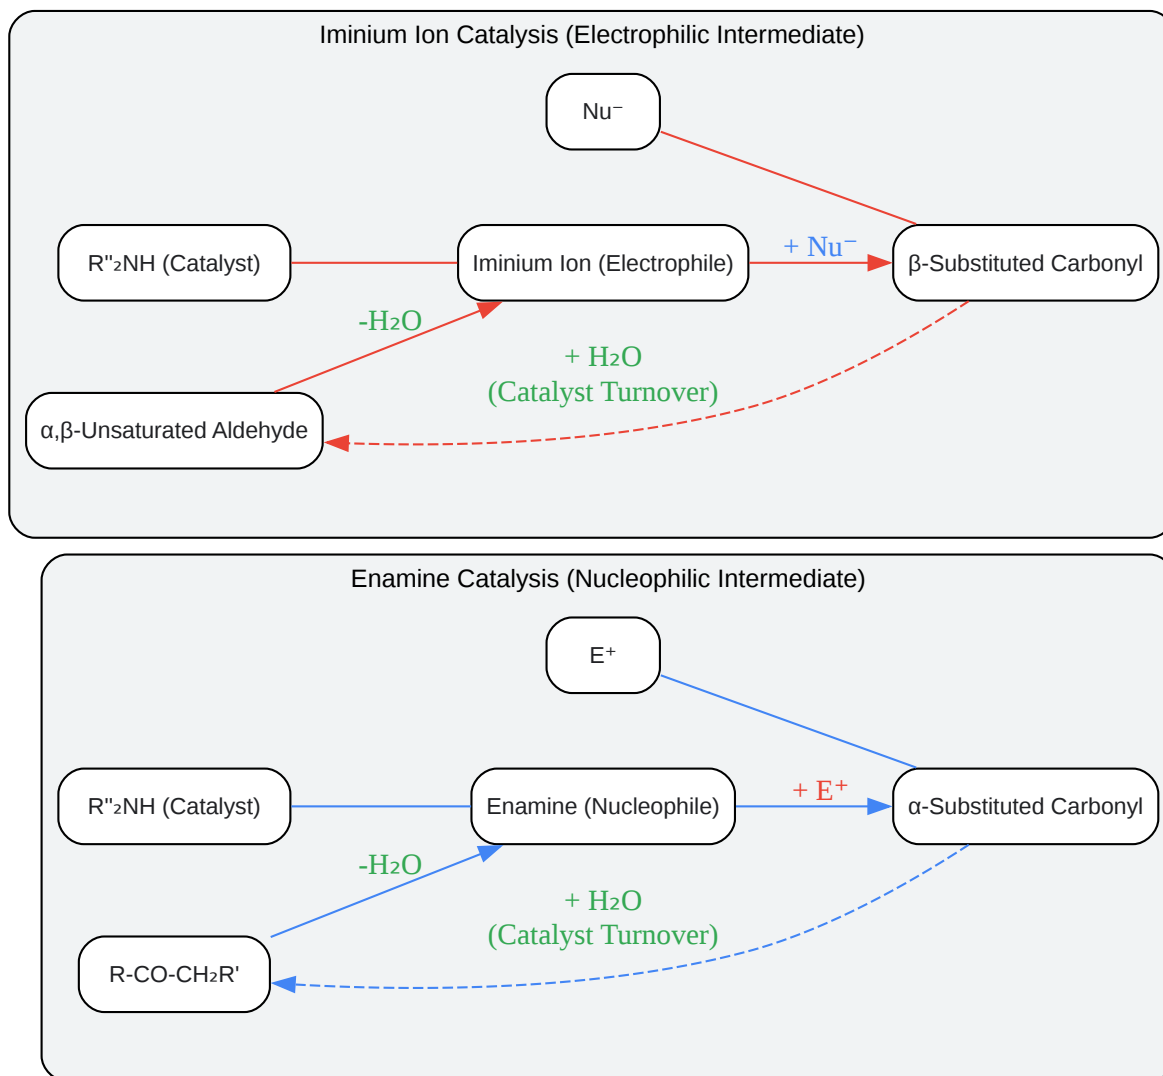 Iminium Ion Catalysis (Electrophilic Intermediate)
Nu⁻
R"₂NH (Catalyst)
Iminium Ion (Electrophile)
+ Nu⁻
β-Substituted Carbonyl
-H₂O
+ H₂O
(Catalyst Turnover)
α,β-Unsaturated Aldehyde
Enamine Catalysis (Nucleophilic Intermediate)
E⁺
R"₂NH (Catalyst)
Enamine (Nucleophile)
+ E⁺
α-Substituted Carbonyl
-H₂O
+ H₂O
(Catalyst Turnover)
R-CO-CH₂R'